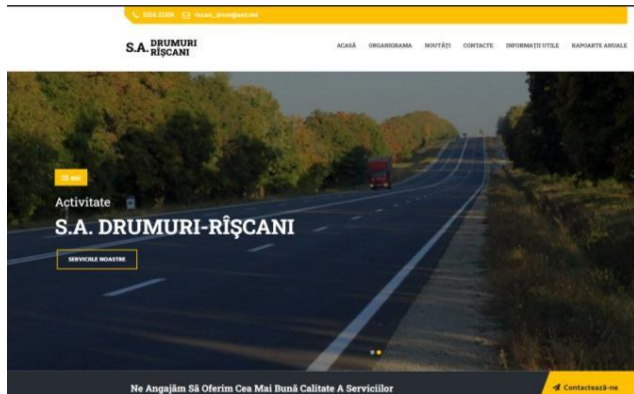 S.A. DRUMURI
RÎȘCANI
ACASĂ ORGANIGRAMA NOUTĂȚI CONTACTE INFORMAȚII UTILE RAPOARTE ANUALE
Activitate
S.A. DRUMURI-RÎȘCANI
SERVICIILE NOASTRE
Ne Angajăm Să Oferim Cea Mai Bună Calitate A Serviciilor
Contactează-ne